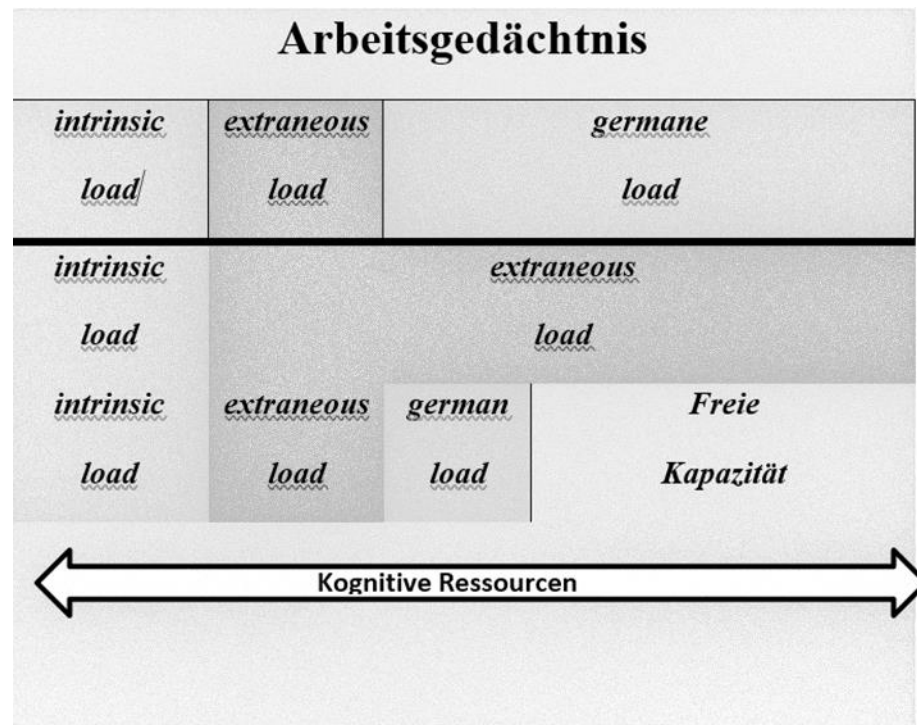 Arbeitsgedächtnis
intrinsic extraneous germane
load load load
intrinsic extraneous
load load
intrinsic extraneous german Freie
load load load Kapazität
Kognitive Ressourcen